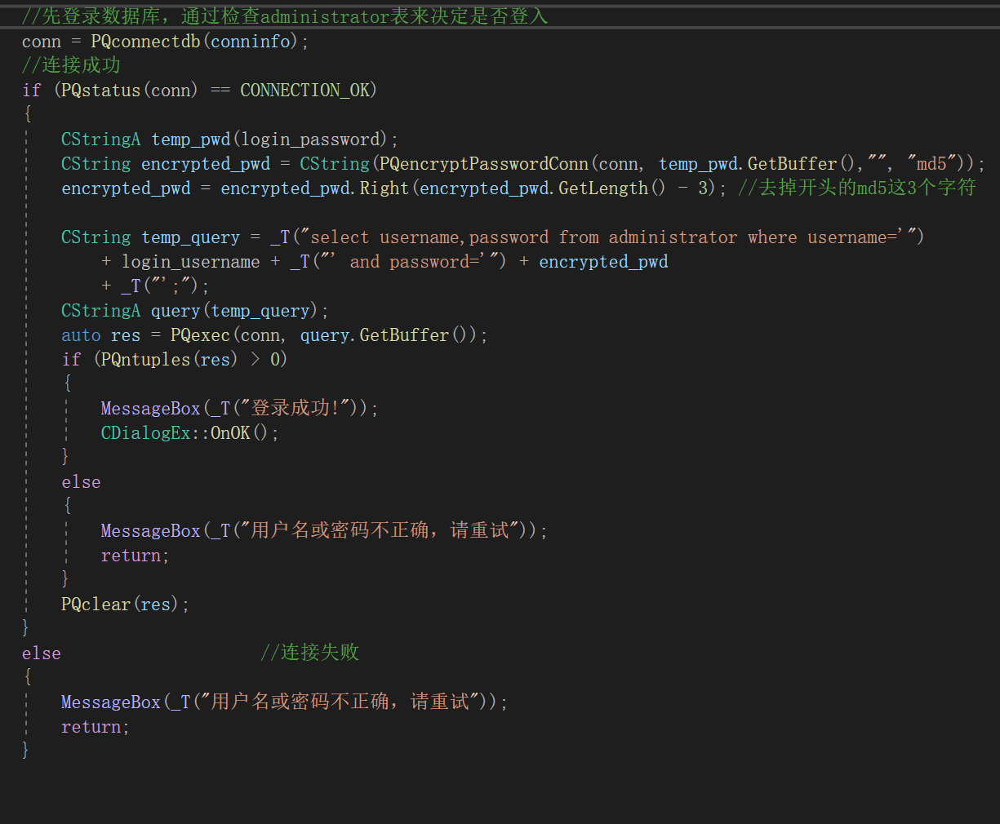 //先登录数据库，通过检查administrator表来决定是否登入
conn = PQconnectdb(conninfo);
//连接成功
if (PQstatus(conn) == CONNECTION_OK)
{
    CStringA temp_pwd(login_password);
    CString encrypted_pwd = CString(PQencryptPasswordConn(conn, temp_pwd.GetBuffer(),"", "md5"));
    encrypted_pwd = encrypted_pwd.Right(encrypted_pwd.GetLength() - 3); //去掉开头的md5这3个字符
    CString temp_query = _T("select username,password from administrator where username='")
        + login_username + _T("' and password='") + encrypted_pwd
        + _T("';");
    CStringA query(temp_query);
    auto res = PQexec(conn, query.GetBuffer());
    if (PQntuples(res) > 0)
    {
        MessageBox(_T("登录成功!"));
        CDialogEx::OnOK();
    }
    else
    {
        MessageBox(_T("用户名或密码不正确，请重试"));
        return;
    }
    PQclear(res);
}
else                    //连接失败
{
    MessageBox(_T("用户名或密码不正确，请重试"));
    return;
}